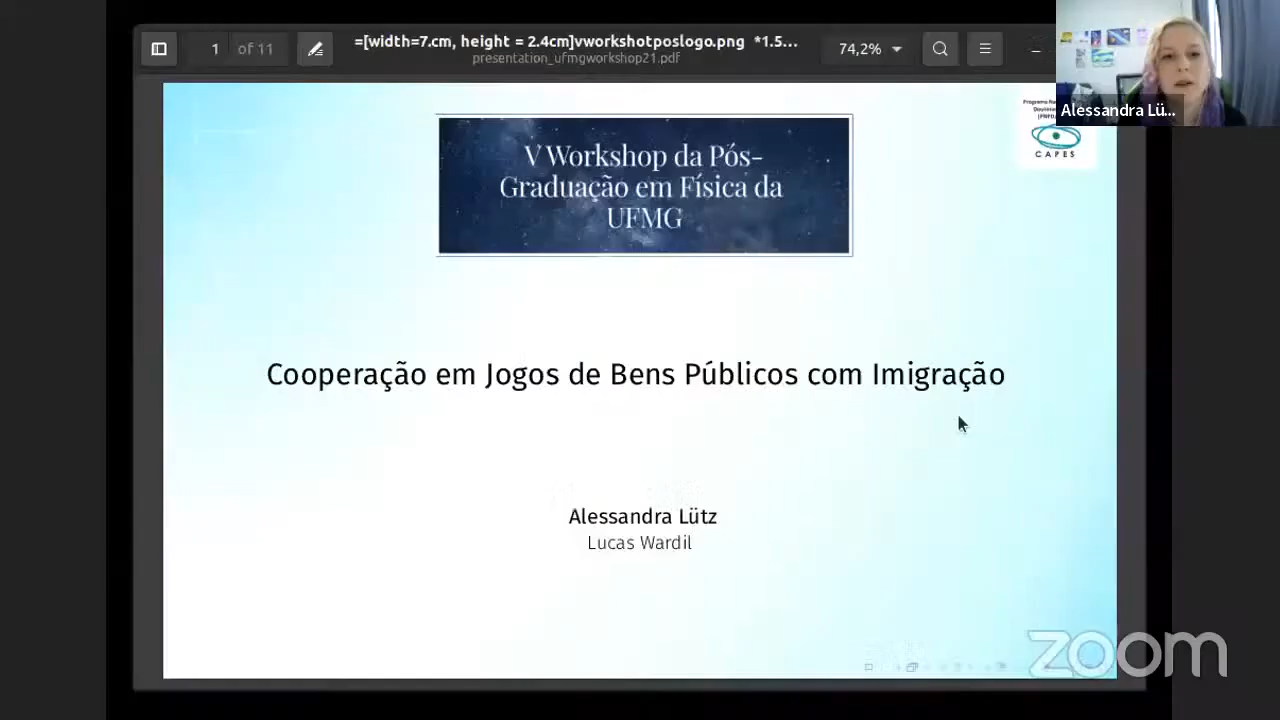 1 of 11
=[width=7.cm, height = 2.4cm]vworkshotposlogo.png *1.5...
presentation_ufmgworkshop21.pdf
74,2%
Alessandra Lü...
CAPES
V Workshop da Pós-
Graduação em Física da
UFMG
Cooperação em Jogos de Bens Públicos com Imigração
Alessandra Lütz
Lucas Wardil
zoom